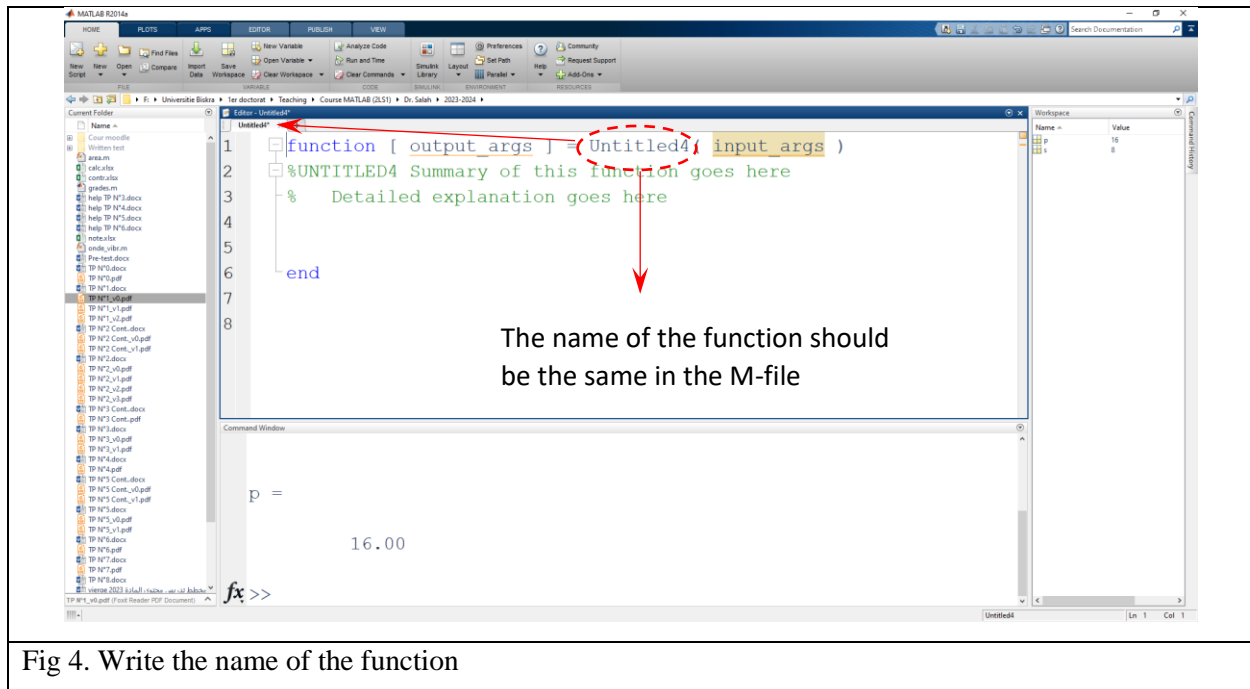 MATLAB R2014a
HOME PLOTS APPS EDITOR PUBLISH VIEW
Search Documentation
New Script
New
Open
Find Files
Compare
Import Data
Save Workspace
New Variable
Open Variable
Clear Workspace
Analyze Code
Run and Time
Clear Commands
Simulink Library
Layout
Preferences
Set Path
Parallel
Help
Community
Request Support
Add-Ons
FILE VARIABLE CODE SIMULINK ENVIRONMENT RESOURCES
F: Universitie Biskra 1er doctorat Teaching Course MATLAB (2LS1) Dr. Salah 2023-2024
Current Folder
Name
Cour moodle
Written test
area.m
calc.xlsx
contr.xlsx
grades.m
help TP N°3.docx
help TP N°4.docx
help TP N°5.docx
help TP N°6.docx
note.xlsx
onde_vibr.m
Pre-test.docx
TP N°0.docx
TP N°0.pdf
TP N°1.docx
TP N°1_v0.pdf
TP N°1_v1.pdf
TP N°1_v2.pdf
TP N°2 Cont..docx
TP N°2 Cont._v0.pdf
TP N°2 Cont._v1.pdf
TP N°2.docx
TP N°2_v0.pdf
TP N°2_v1.pdf
TP N°2_v2.pdf
TP N°2_v3.pdf
TP N°3 Cont..docx
TP N°3 Cont..pdf
TP N°3.docx
TP N°3_v0.pdf
TP N°3_v1.pdf
TP N°4.docx
TP N°4.pdf
TP N°5 Cont..docx
TP N°5 Cont._v0.pdf
TP N°5 Cont._v1.pdf
TP N°5.docx
TP N°5_v0.pdf
TP N°5_v1.pdf
TP N°6.docx
TP N°6.pdf
TP N°7.docx
TP N°7.pdf
TP N°8.docx
vierge 2023
TP N°1_v0.pdf (Foxit Reader PDF Document)
Editor - Untitled4*
Untitled4*
1 function [ output_args ] = Untitled4( input_args )
2 %UNTITLED4 Summary of this function goes here
3 % Detailed explanation goes here
4
5
6 end
7
8
The name of the function should
be the same in the M-file
Command Window
p =
16.00
fx >>
Workspace
Name Value
p 16
s 8
Command History
Untitled4 Ln 1 Col 1
Fig 4. Write the name of the function